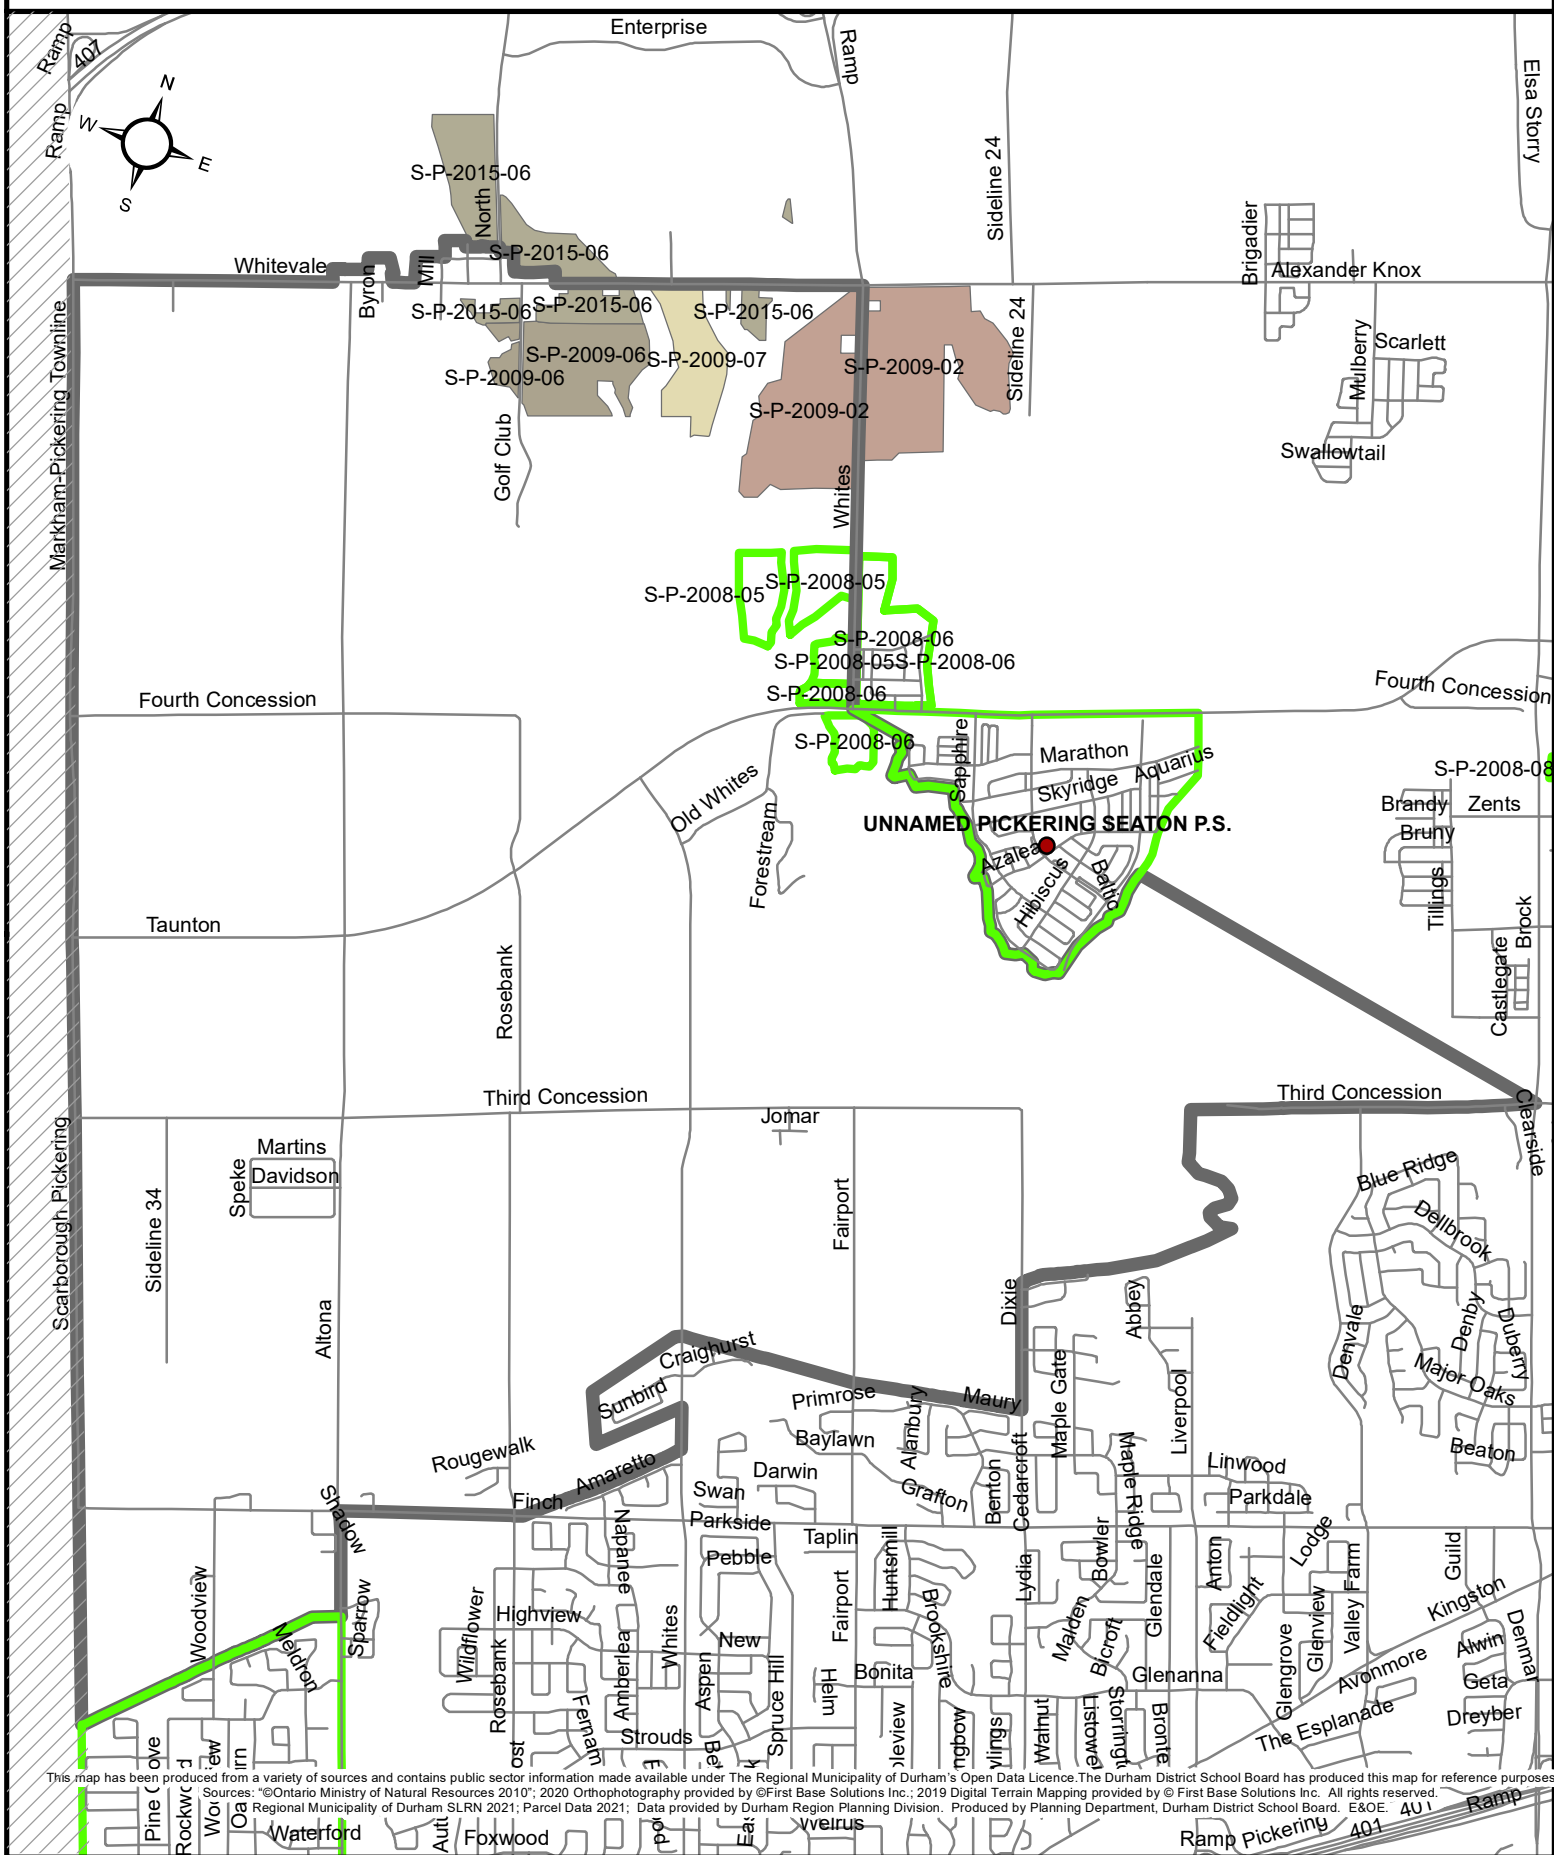 Enterprise
Ramp
407
Ramp
Ramp
Elsa Storry
N
W
E
S
Sideline 24
S-P-2015-06
North
S-P-2015-06
Brigadier
Alexander Knox
Whitevale
Byron
Mill
S-P-2015-06
S-P-2015-06
S-P-2015-06
Markham-Pickering Townline
S-P-2009-06
S-P-2009-07
S-P-2009-06
S-P-2009-02
S-P-2009-02
Sideline 24
Mulberry
Scarlett
Swallowtail
Golf Club
Whites
S-P-2008-05
S-P-2008-05
S-P-2008-06
S-P-2008-05
S-P-2008-06
S-P-2008-06
Fourth Concession
Fourth Concession
S-P-2008-06
Sapphire
Marathon
Aquarius
Skyridge
S-P-2008-08
Brandy
Zents
Bruny
Old Whites
Forestream
UNNAMED PICKERING SEATON P.S.
Azalea
Hibiscus
Baltic
Tillings
Brock
Castlegate
Taunton
Rosebank
Third Concession
Third Concession
Jomar
Clearside
Scarborough Pickering
Martins
Davidson
Speke
Sideline 34
Fairport
Blue Ridge
Dellbrook
Altona
Dixie
Abbey
Denvale
Denby
Duberry
Major Oaks
Craighurst
Sunbird
Primrose
Maury
Maple Gate
Liverpool
Rougewalk
Baylawn
Alanbury
Beaton
Amaretto
Darwin
Swan
Grafton
Benton
Cedarcroft
Maple Ridge
Linwood
Parkdale
Finch
Shadow
Parkside
Taplin
Napanee
Pebble
Huntsmill
Bowler
Lydia
Anton
Lodge
Guild
Woodview
Sparrow
Wildflower
Highview
Fairport
Brookshire
Malden
Bicroft
Glendale
Fieldlight
Glenview
Valley Farm
Kingston
Meldron
Rosebank
Amberlea
Whites
New
Aspen
Spruce Hill
Bonita
Helm
Glenanna
Glengrove
Avonmore
Alwin
Denmar
Geta
Dreyber
Fernam
Strouds
Walnut
Listowel
Storringt
Bronte
The Esplanade
This map has been produced from a variety of sources and contains public sector information made available under The Regional Municipality of Durham's Open Data Licence.The Durham District School Board has produced this map for reference purposes
Sources: “©Ontario Ministry of Natural Resources 2010”; 2020 Orthophotography provided by ©First Base Solutions Inc.; 2019 Digital Terrain Mapping provided by © First Base Solutions Inc. All rights reserved.
Regional Municipality of Durham SLRN 2021; Parcel Data 2021; Data provided by Durham Region Planning Division. Produced by Planning Department, Durham District School Board. E&OE.
401
Ramp
Waterford
Foxwood
Ramp
Pickering
401